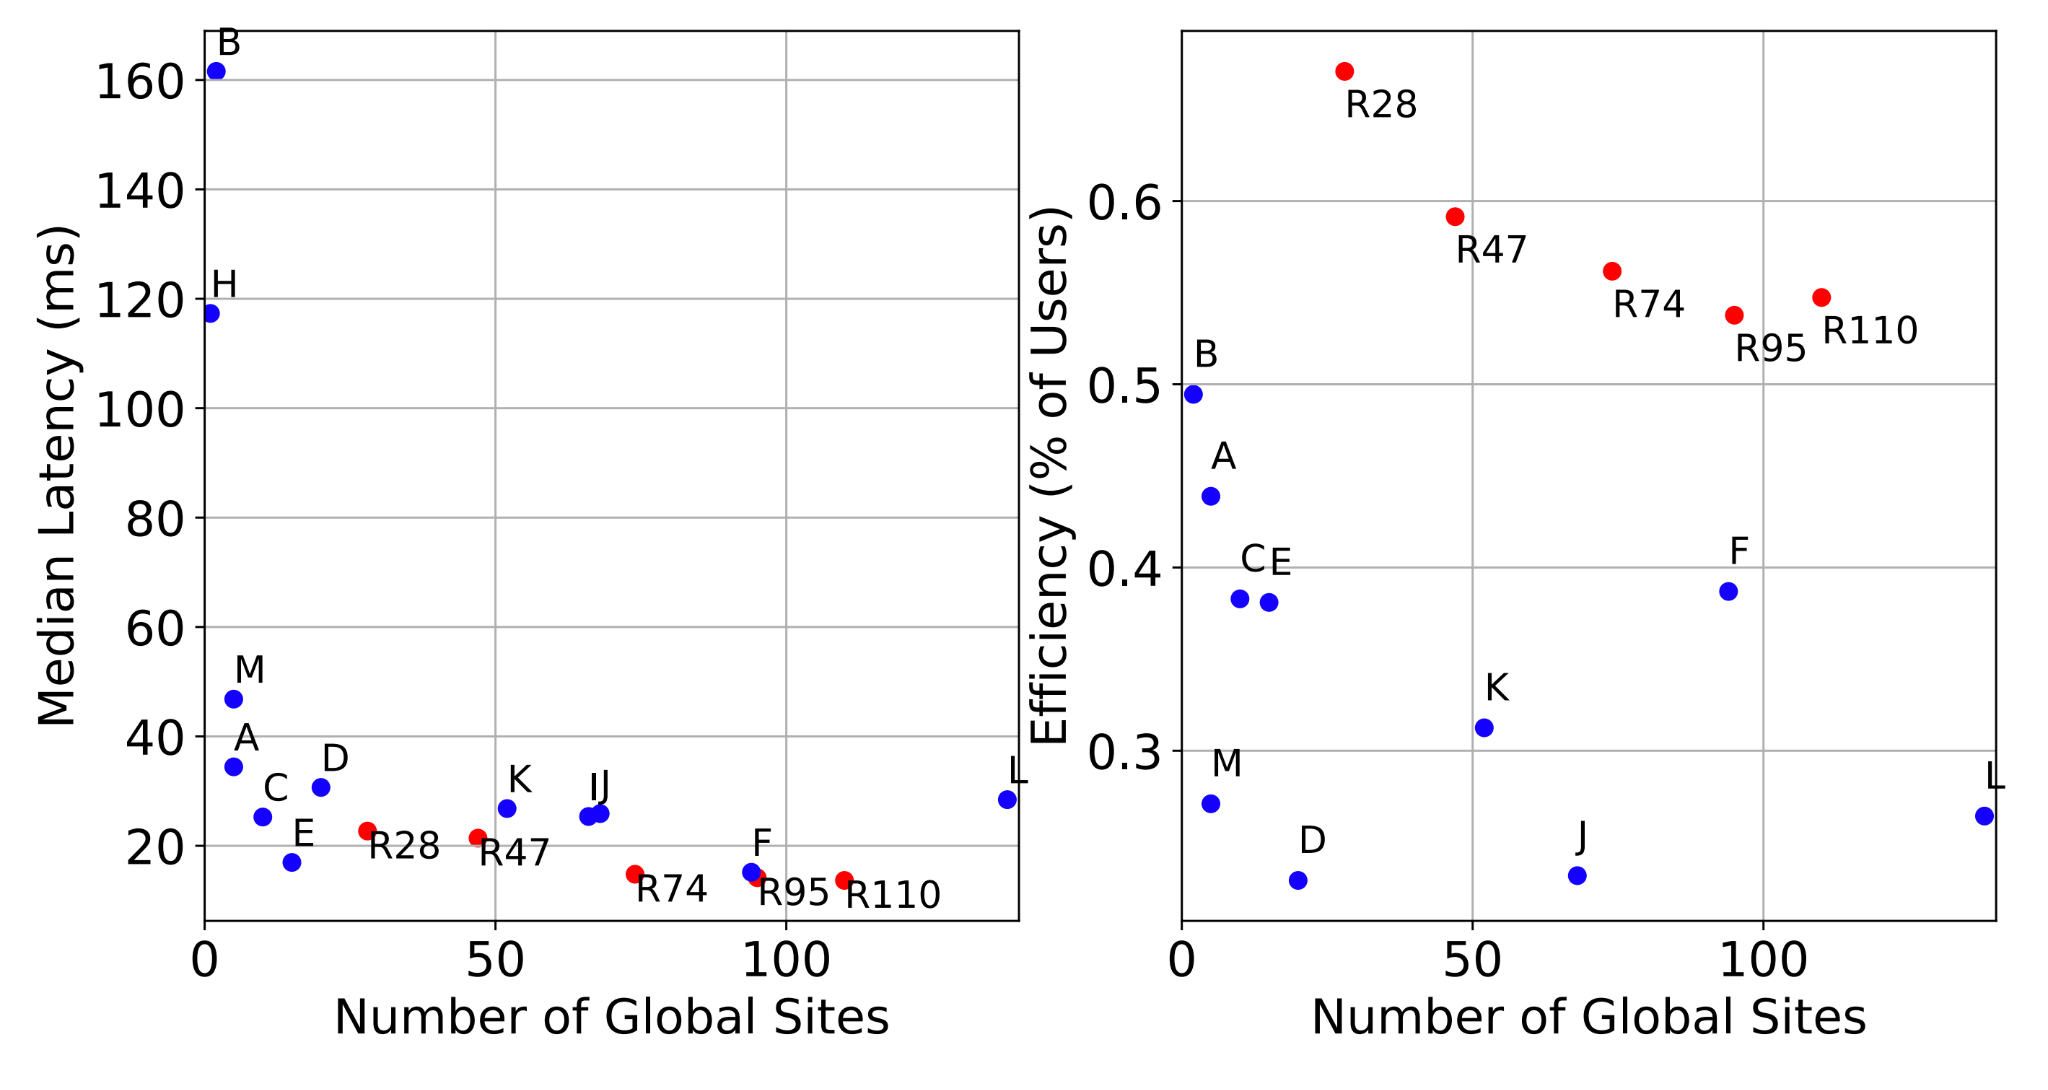 Median Latency (ms)
160
140
120
100
80
60
40
20
B
H
M
A
D
C
E
K
I
J
L
F
R28
R47
R74
R95
R110
0
50
100
Number of Global Sites
Efficiency (% of Users)
0.6
0.5
0.4
0.3
R28
R47
R74
R95
R110
B
A
C
E
F
K
M
L
D
J
0
50
100
Number of Global Sites